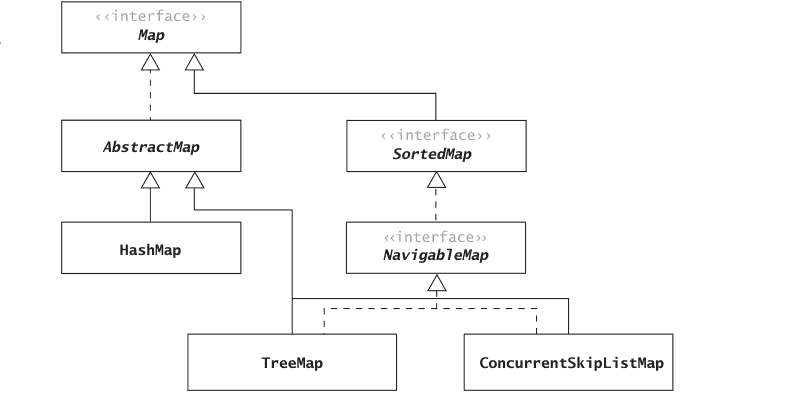 ‹‹interface››
Map
AbstractMap
‹‹interface››
SortedMap
HashMap
‹‹interface››
NavigableMap
TreeMap
ConcurrentSkipListMap